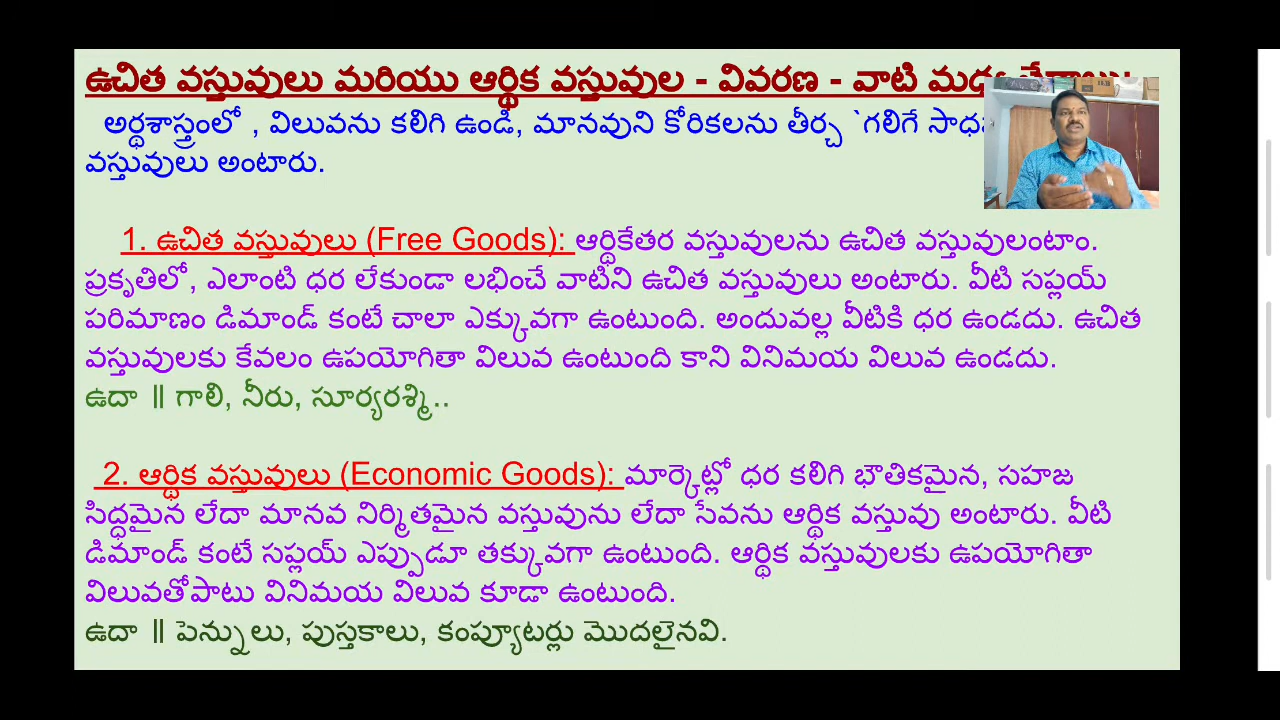 ఉచిత వస్తువులు మరియు ఆర్థిక వస్తువుల - వివరణ - వాటి
అర్థశాస్త్రంలో , విలువను కలిగి ఉండి, మానవుని కోరికలను తీర్చ `గలిగే
వస్తువులు అంటారు.
1. ఉచిత వస్తువులు (Free Goods): ఆర్థికేతర వస్తువులను ఉచిత వస్తువులంటాం.
ప్రకృతిలో, ఎలాంటి ధర లేకుండా లభించే వాటిని ఉచిత వస్తువులు అంటారు. వీటి సప్లయ్
పరిమాణం డిమాండ్ కంటే చాలా ఎక్కువగా ఉంటుంది. అందువల్ల వీటికి ధర ఉండదు. ఉచిత
వస్తువులకు కేవలం ఉపయోగితా విలువ ఉంటుంది కాని వినిమయ విలువ ఉండదు.
ఉదా || గాలి, నీరు, సూర్యరశ్మి..
2. ఆర్థిక వస్తువులు (Economic Goods): మార్కెట్లో ధర కలిగి భౌతికమైన, సహజ
సిద్ధమైన లేదా మానవ నిర్మితమైన వస్తువును లేదా సేవను ఆర్థిక వస్తువు అంటారు. వీటి
డిమాండ్ కంటే సప్లయ్ ఎప్పుడూ తక్కువగా ఉంటుంది. ఆర్థిక వస్తువులకు ఉపయోగితా
విలువతోపాటు వినిమయ విలువ కూడా ఉంటుంది.
ఉదా || పెన్నులు, పుస్తకాలు, కంప్యూటర్లు మొదలైనవి.